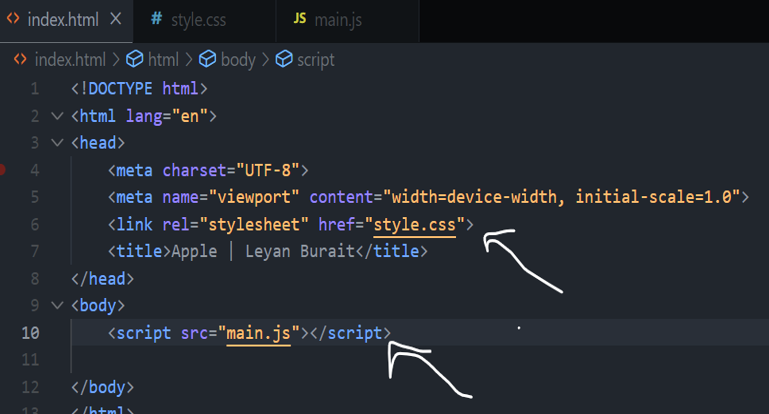 index.html
style.css
JS main.js
index.html > html > body > script
1 <!DOCTYPE html>
2 <html lang="en">
3 <head>
4 <meta charset="UTF-8">
5 <meta name="viewport" content="width=device-width, initial-scale=1.0">
6 <link rel="stylesheet" href="style.css">
7 <title>Apple | Leyan Burait</title>
8 </head>
9 <body>
10 <script src="main.js"></script>
11
12 </body>
13 </html>